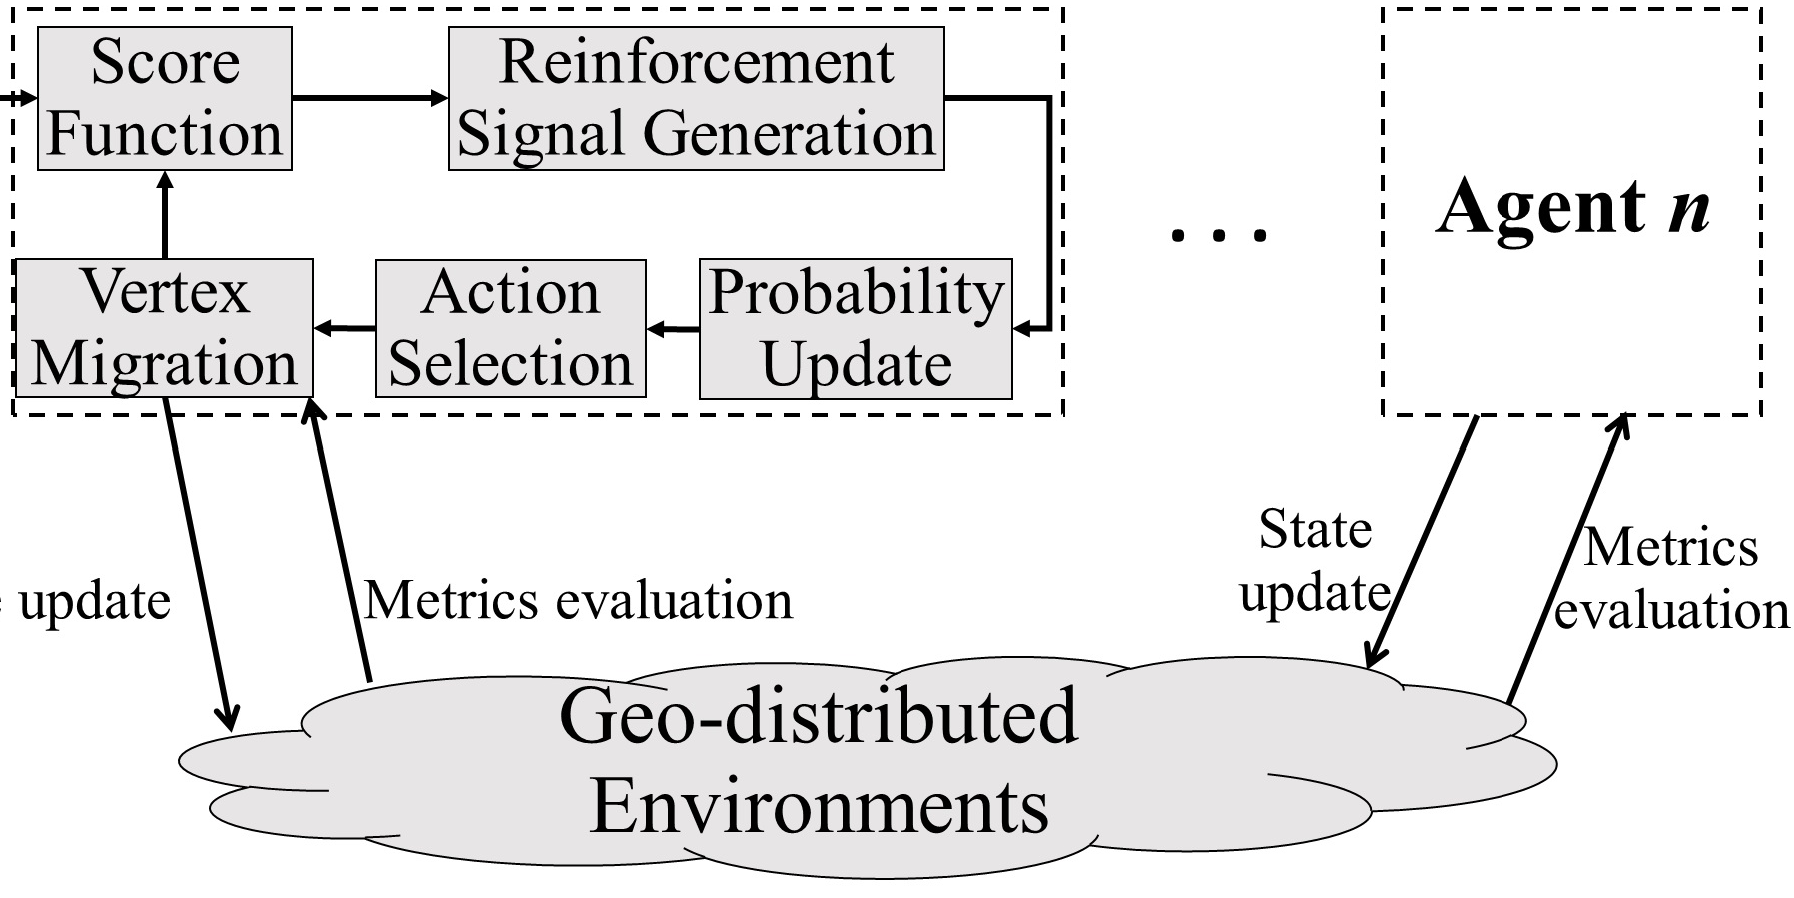 Score
Function
Reinforcement
Signal Generation
Vertex
Migration
Action
Selection
Probability
Update
...
Agent n
update
Metrics evaluation
State
update
Metrics
evaluation
Geo-distributed
Environments